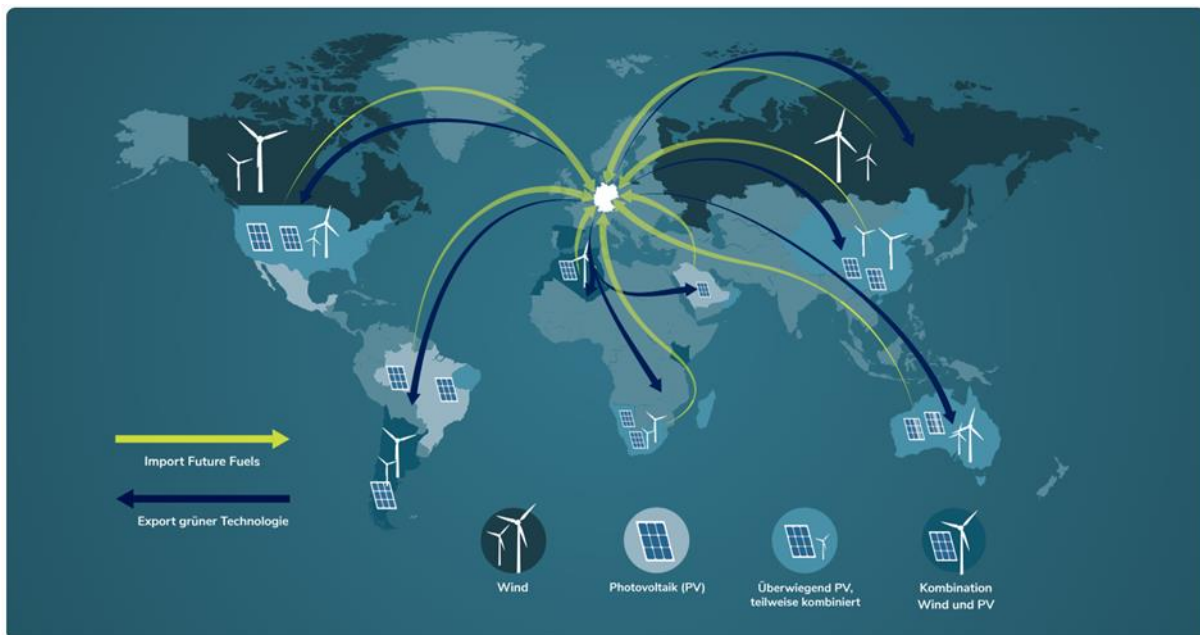 Import Future Fuels
Export grüner Technologie
Wind
Photovoltaik (PV)
Überwiegend PV,
teilweise kombiniert
Kombination
Wind und PV